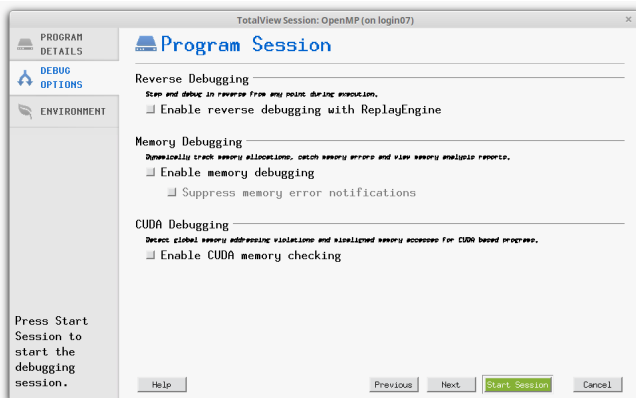 TotalView Session: OpenMP (on login07)
×
PROGRAM
DETAILS
DEBUG
OPTIONS
ENVIRONMENT
Press Start
Session to
start the
debugging
session.
Program Session
Reverse Debugging
Step and debug in reverse from any point during execution.
Enable reverse debugging with ReplayEngine
Memory Debugging
Dynamically track memory allocations, catch memory errors and view memory analysis reports.
Enable memory debugging
Suppress memory error notifications
CUDA Debugging
Detect global memory addressing violations and misaligned memory accesses for CUDA based programs.
Enable CUDA memory checking
Help Previous Next Start Session Cancel